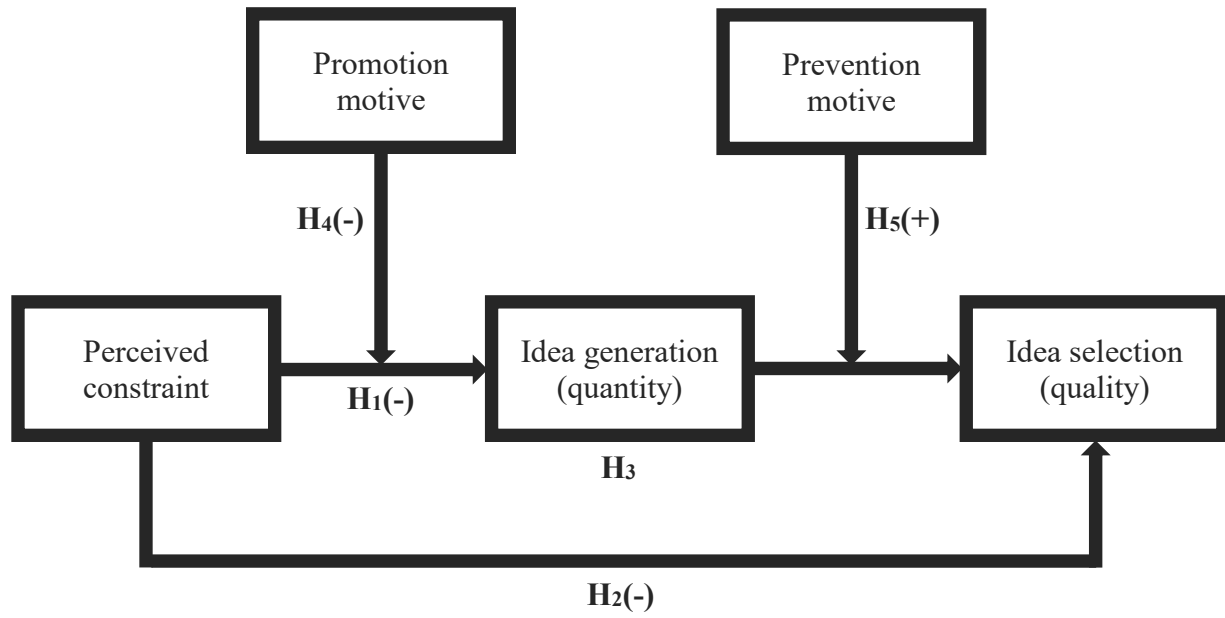 Promotion
motive
Prevention
motive
H₄(-)
H₅(+)
Perceived
constraint
H₁(-)
Idea generation
(quantity)
Idea selection
(quality)
H₃
H₂(-)